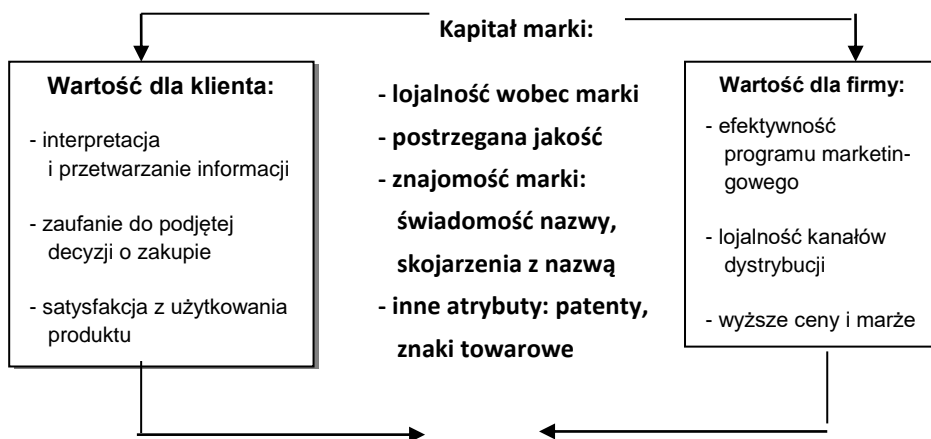 Kapitał marki:
- lojalność wobec marki
- postrzegana jakość
- znajomość marki:
świadomość nazwy,
skojarzenia z nazwą
- inne atrybuty: patenty,
znaki towarowe
Wartość dla klienta:
- interpretacja
i przetwarzanie informacji
- zaufanie do podjętej
decyzji o zakupie
- satysfakcja z użytkowania
produktu
Wartość dla firmy:
- efektywność
programu marketin-
gowego
- lojalność kanałów
dystrybucji
- wyższe ceny i marże